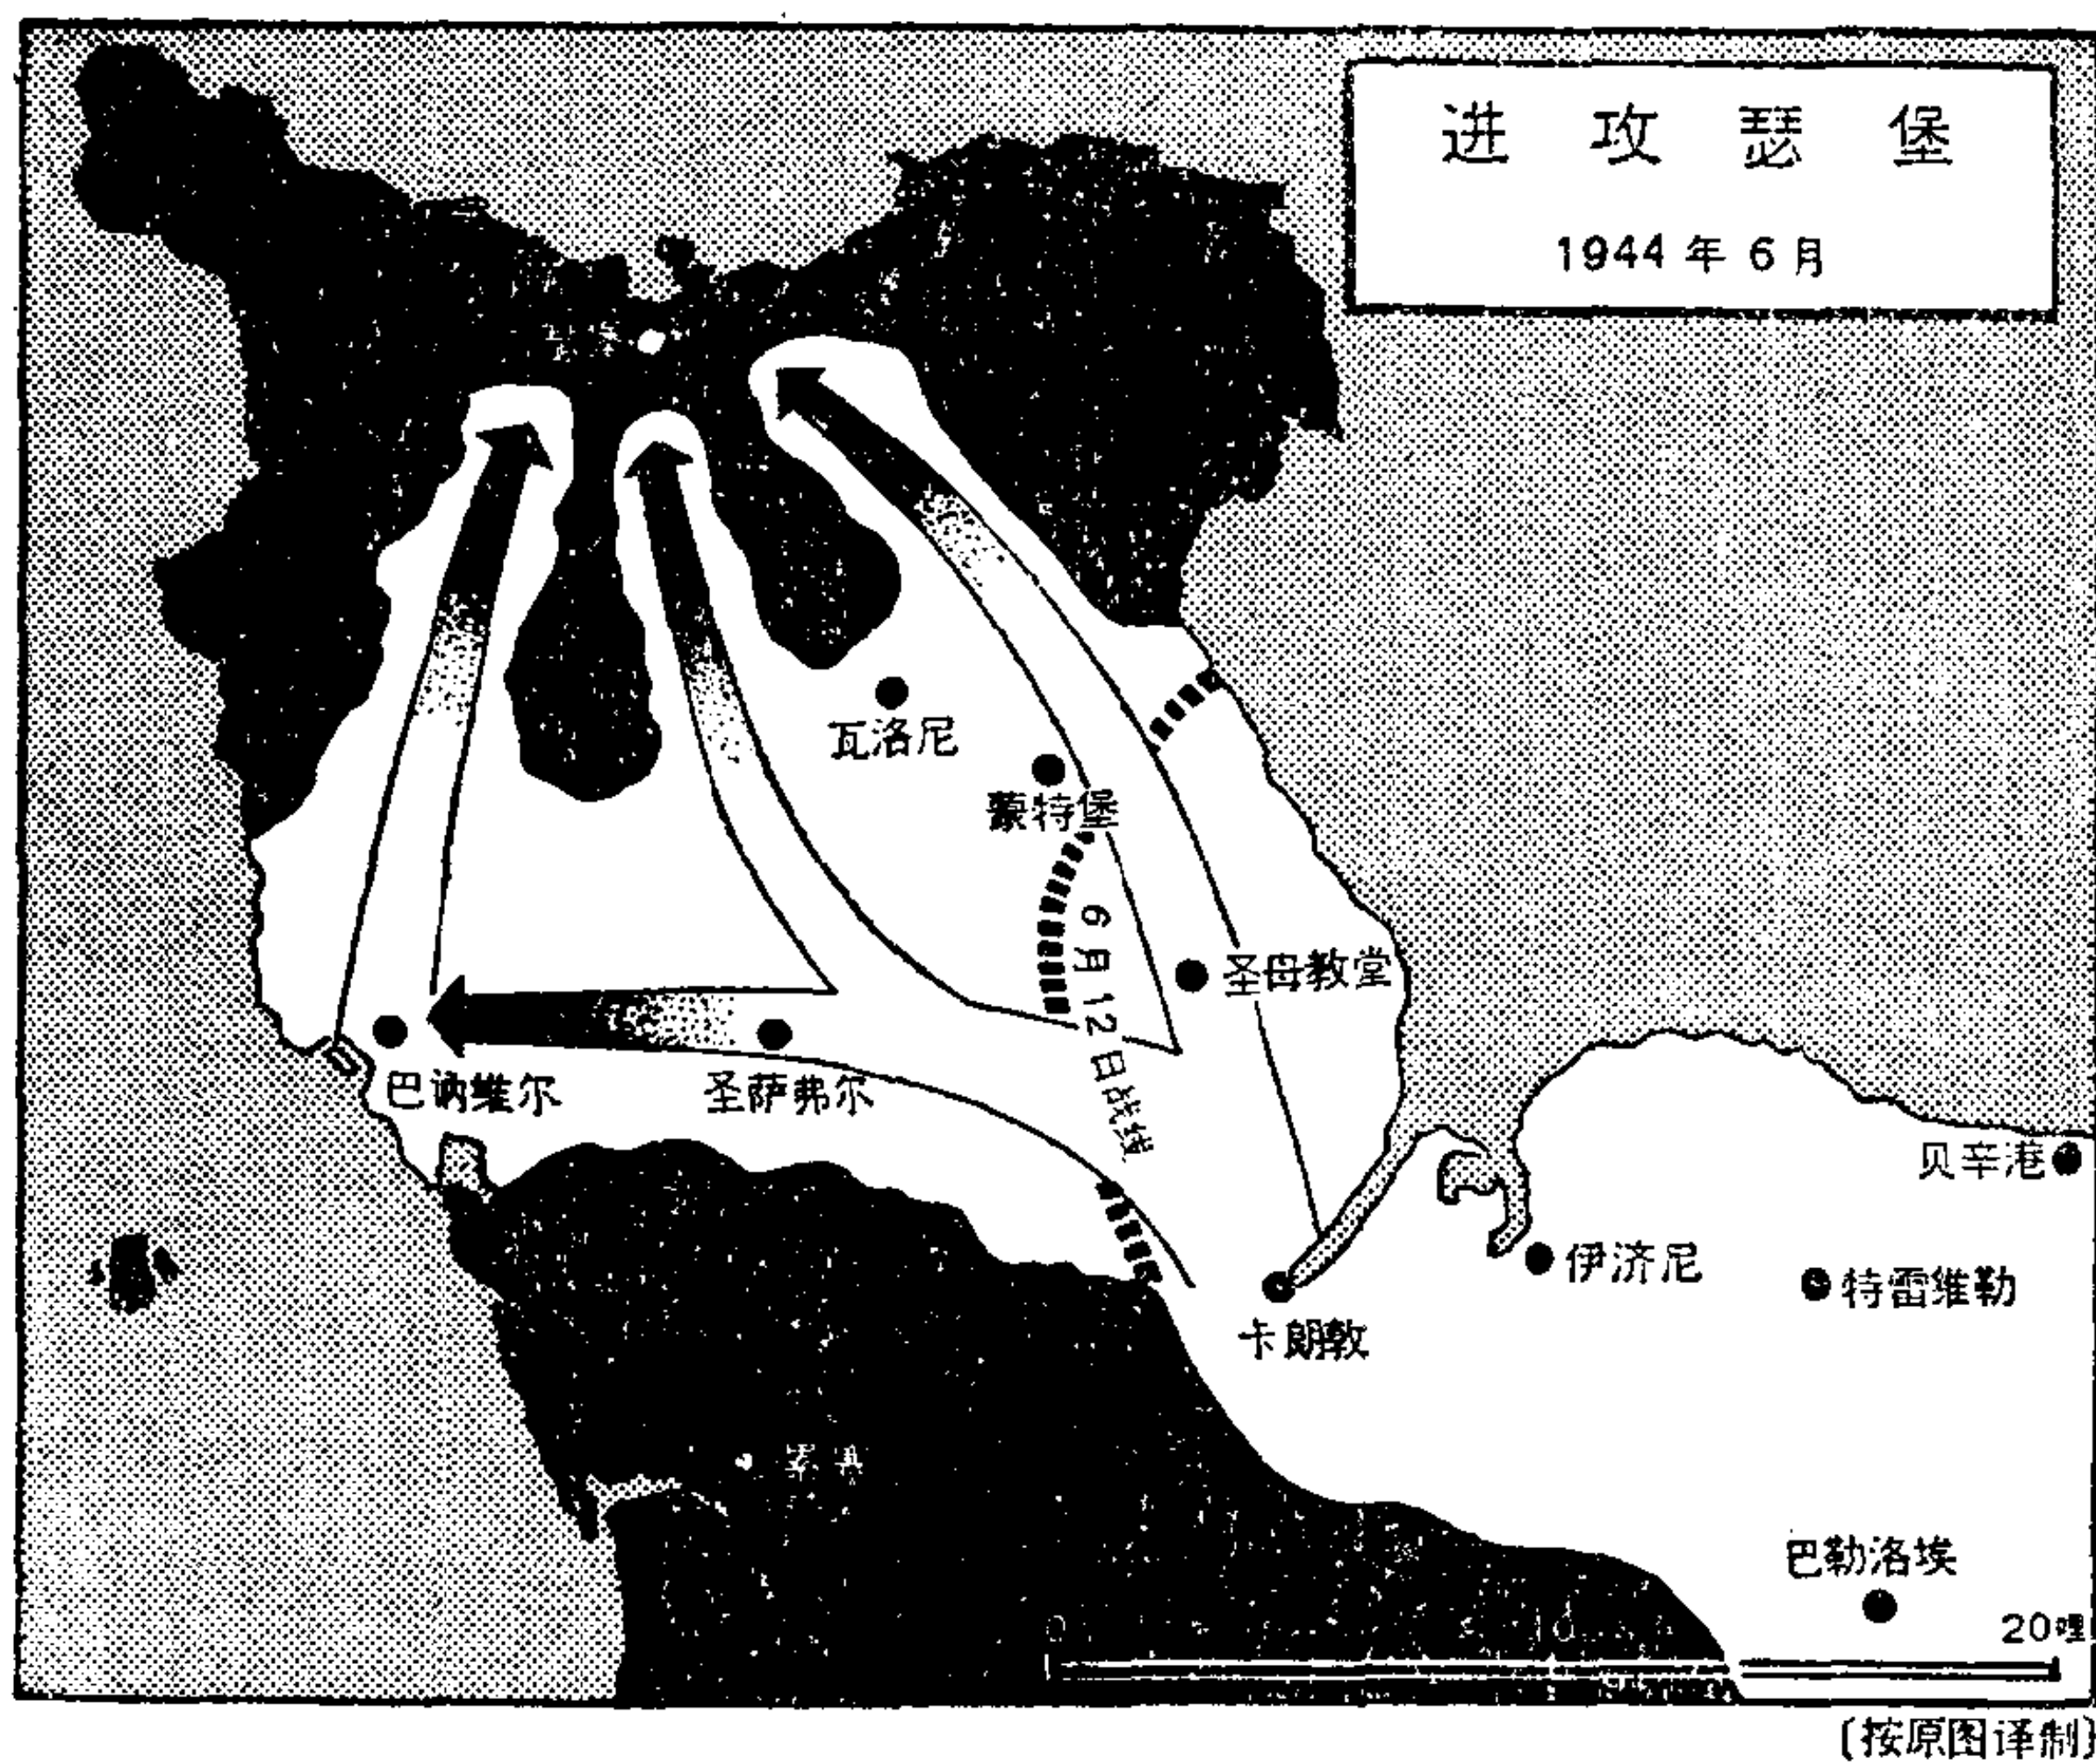 进攻瑟堡
1944年6月
瓦洛尼
蒙特堡
6月12日战线
圣母教堂
巴讷维尔
圣萨弗尔
贝辛港
伊济尼
特雷维勒
卡朗敦
巴勒洛埃
0
10
20哩
〔按原图译制〕